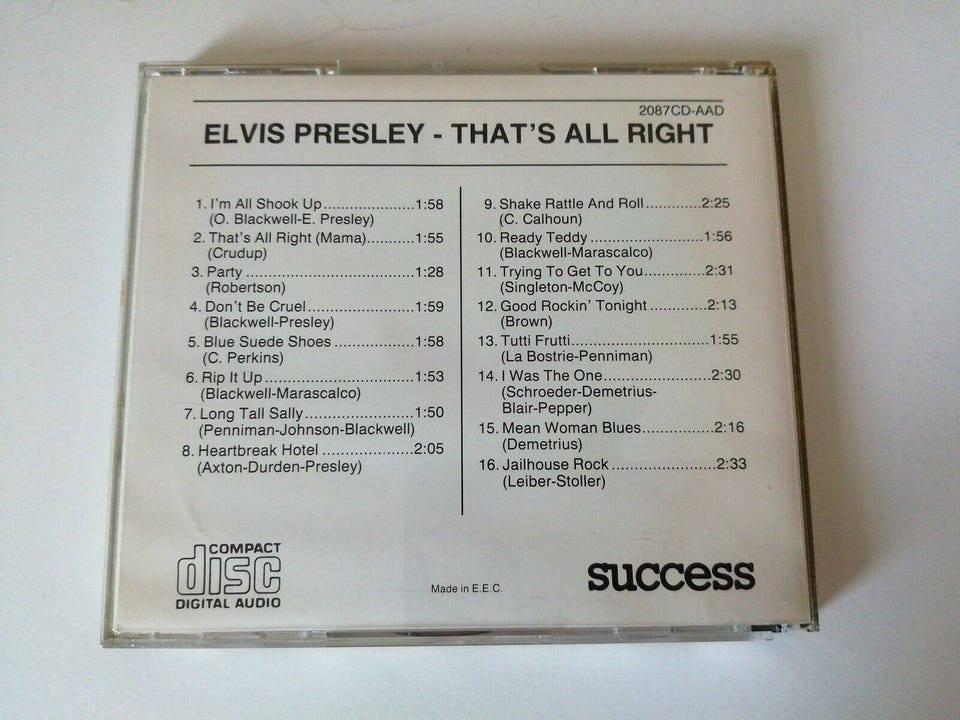 2087CD-AAD
ELVIS PRESLEY - THAT'S ALL RIGHT
1. I'm All Shook Up....................1:58
(O. Blackwell-E. Presley)
2. That's All Right (Mama)..........1:55
(Crudup)
3. Party.....................................1:28
(Robertson)
4. Don't Be Cruel........................1:59
(Blackwell-Presley)
5. Blue Suede Shoes..................1:58
(C. Perkins)
6. Rip It Up.................................1:53
(Blackwell-Marascalco)
7. Long Tall Sally........................1:50
(Penniman-Johnson-Blackwell)
8. Heartbreak Hotel....................2:05
(Axton-Durden-Presley)
9. Shake Rattle And Roll............2:25
(C. Calhoun)
10. Ready Teddy.........................1:56
(Blackwell-Marascalco)
11. Trying To Get To You.............2:31
(Singleton-McCoy)
12. Good Rockin' Tonight.............2:13
(Brown)
13. Tutti Frutti...............................1:55
(La Bostrie-Penniman)
14. I Was The One........................2:30
(Schroeder-Demetrius-
Blair-Pepper)
15. Mean Woman Blues................2:16
(Demetrius)
16. Jailhouse Rock.......................2:33
(Leiber-Stoller)
COMPACT
disc
DIGITAL AUDIO
Made in E.E.C.
success